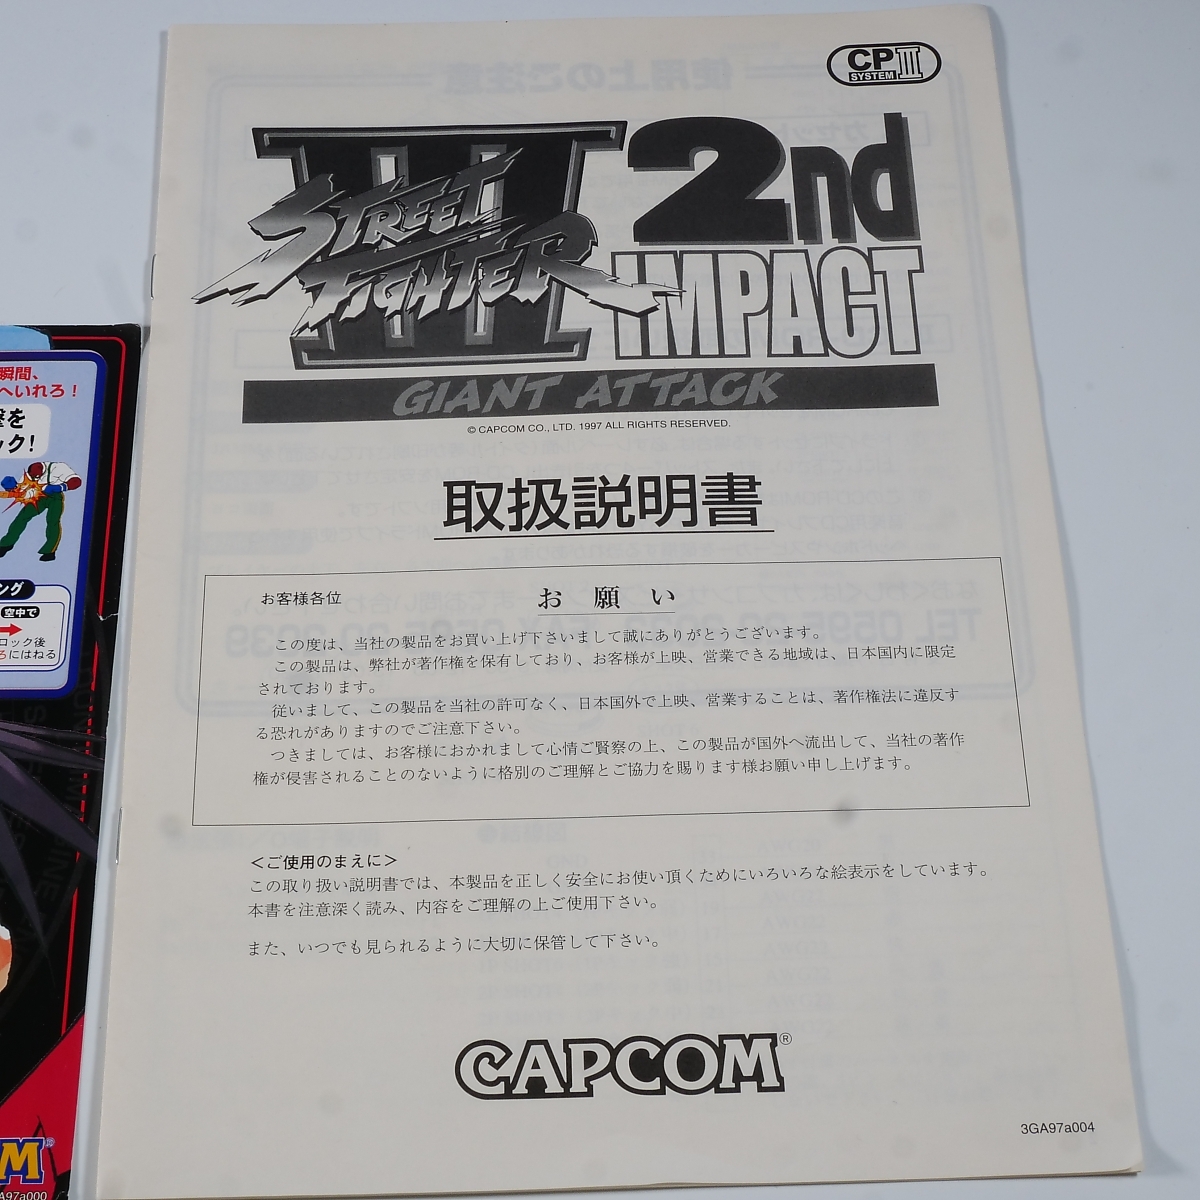 CP SYSTEM III
STREET FIGHTER III 2nd IMPACT
GIANT ATTACK
© CAPCOM CO., LTD. 1997 ALL RIGHTS RESERVED.
取扱説明書
お客様各位
お願い
この度は、当社の製品をお買い上げ下さいまして誠にありがとうございます。
この製品は、弊社が著作権を保有しており、お客様が上映、営業できる地域は、日本国内に限定
されております。
従いまして、この製品を当社の許可なく、日本国外で上映、営業することは、著作権法に違反す
る恐れがありますのでご注意下さい。
つきましては、お客様におかれまして心情ご賢察の上、この製品が国外へ流出して、当社の著作
権が侵害されることのないように格別のご理解とご協力を賜ります様お願い申し上げます。
＜ご使用のまえに＞
この取り扱い説明書では、本製品を正しく安全にお使い頂くためにいろいろな絵表示をしています。
本書を注意深く読み、内容をご理解の上ご使用下さい。
また、いつでも見られるように大切に保管して下さい。
CAPCOM®
3GA97a004
瞬間、
へいれろ！
を
ック!
ング
空中で
ロック後
ろにはねる
M
A97a000